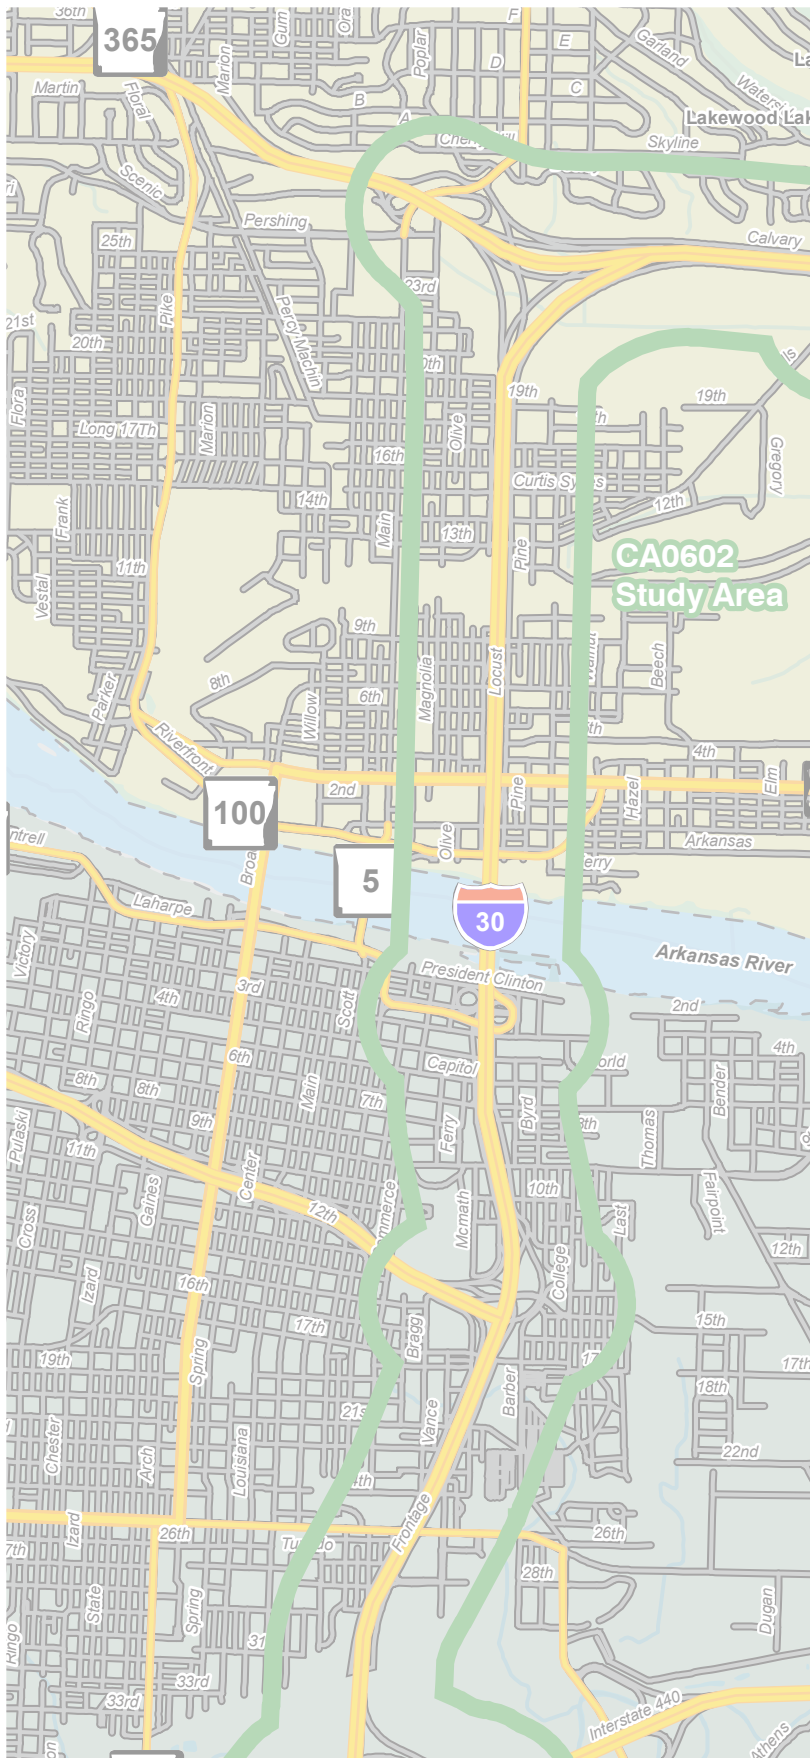 36th
365
Marion
Gum
Ora
Poplar
F
E
D
C
B
A
Garland
La
Martin
Floral
Lakewood Lak
Skyline
Scenic
Pershing
25th
Calvary
23rd
Pike
Percy Machin
21st
20th
19th
19th
Flora
Long 17Th
Marion
Olive
16th
Gregory
Curtis
14th
12th
Frank
Main
13th
Pine
CA0602
Study Area
11th
Vestal
9th
Magnolia
Locust
Beech
8th
6th
Willow
Parker
Riverfront
4th
2nd
Pine
Hazel
Elm
100
Olive
Arkansas
5
30
Laharpe
Victory
Arkansas River
President Clinton
3rd
4th
Ringo
Scott
2nd
6th
Capitol
4th
8th
8th
Main
7th
Byrd
Bender
9th
Ferry
Thomas
Pulaski
11th
Center
10th
Gaines
Fairpoint
Cross
12th
Mcmath
Last
12th
College
16th
Izard
15th
17th
Bragg
19th
Spring
17th
18th
Barber
Vance
Chester
Arch
Louisiana
22nd
Frontage
26th
26th
Izard
28th
State
Spring
Dugan
Ringo
31
33rd
33rd
Interstate 440
Athens